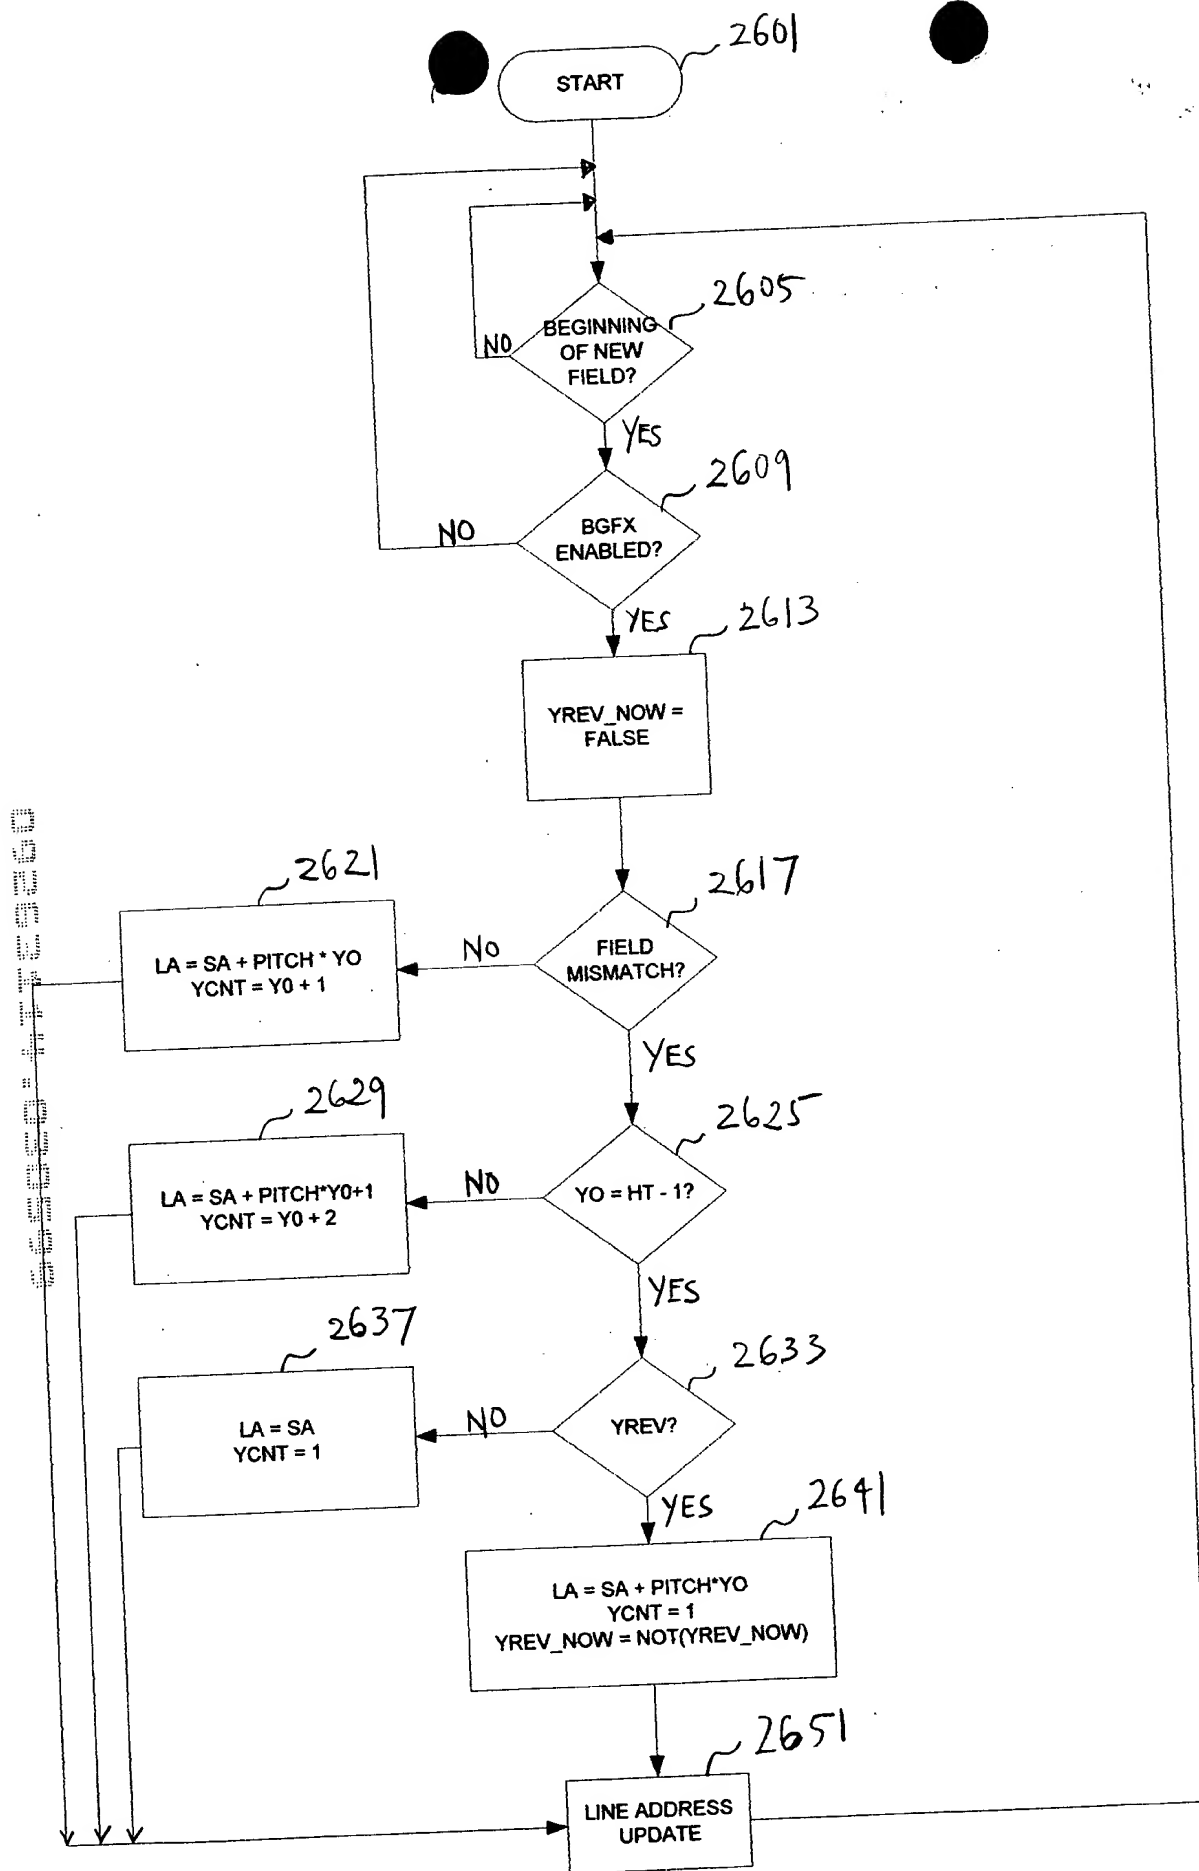 2601
START
2605
BEGINNING
OF NEW
FIELD?
NO
YES
2609
BGFX
ENABLED?
NO
YES
2613
YREV_NOW =
FALSE
2617
FIELD
MISMATCH?
NO
2621
LA = SA + PITCH * YO
YCNT = Y0 + 1
YES
2625
YO = HT - 1?
NO
2629
LA = SA + PITCH*Y0+1
YCNT = Y0 + 2
YES
2633
YREV?
NO
2637
LA = SA
YCNT = 1
YES
2641
LA = SA + PITCH*YO
YCNT = 1
YREV_NOW = NOT(YREV_NOW)
2651
LINE ADDRESS
UPDATE